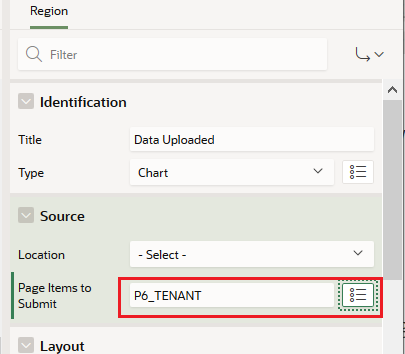 Region
Filter
Identification
Title
Data Uploaded
Type
Chart
Source
Location
- Select -
Page Items to
Submit
P6_TENANT
Layout